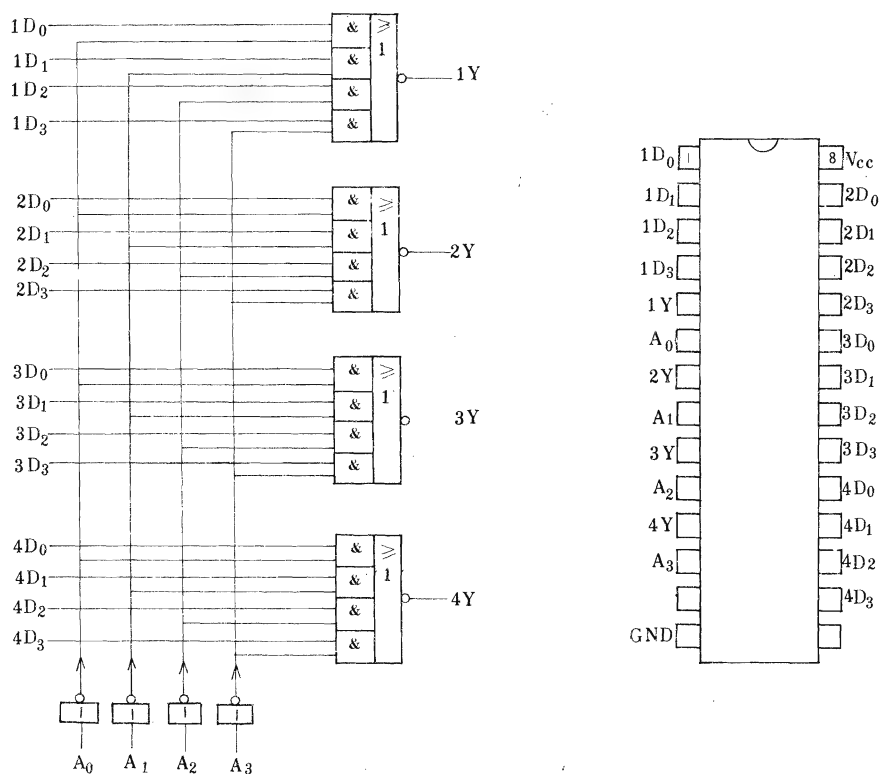 1D₀
& ≥
1
1D₁
&
1Y
1D₂
&
1D₃
&
2D₀
& ≥
1
2D₁
&
2Y
2D₂
&
2D₃
&
3D₀
& ≥
1
3D₁
&
3Y
3D₂
&
3D₃
&
4D₀
& ≥
1
4D₁
&
4Y
4D₂
&
4D₃
&
1 1 1 1
A₀ A₁ A₂ A₃
1D₀ 1 8 Vcc
1D₁ 2D₀
1D₂ 2D₁
1D₃ 2D₂
1Y 2D₃
A₀ 3D₀
2Y 3D₁
A₁ 3D₂
3Y 3D₃
A₂ 4D₀
4Y 4D₁
A₃ 4D₂
4D₃
GND